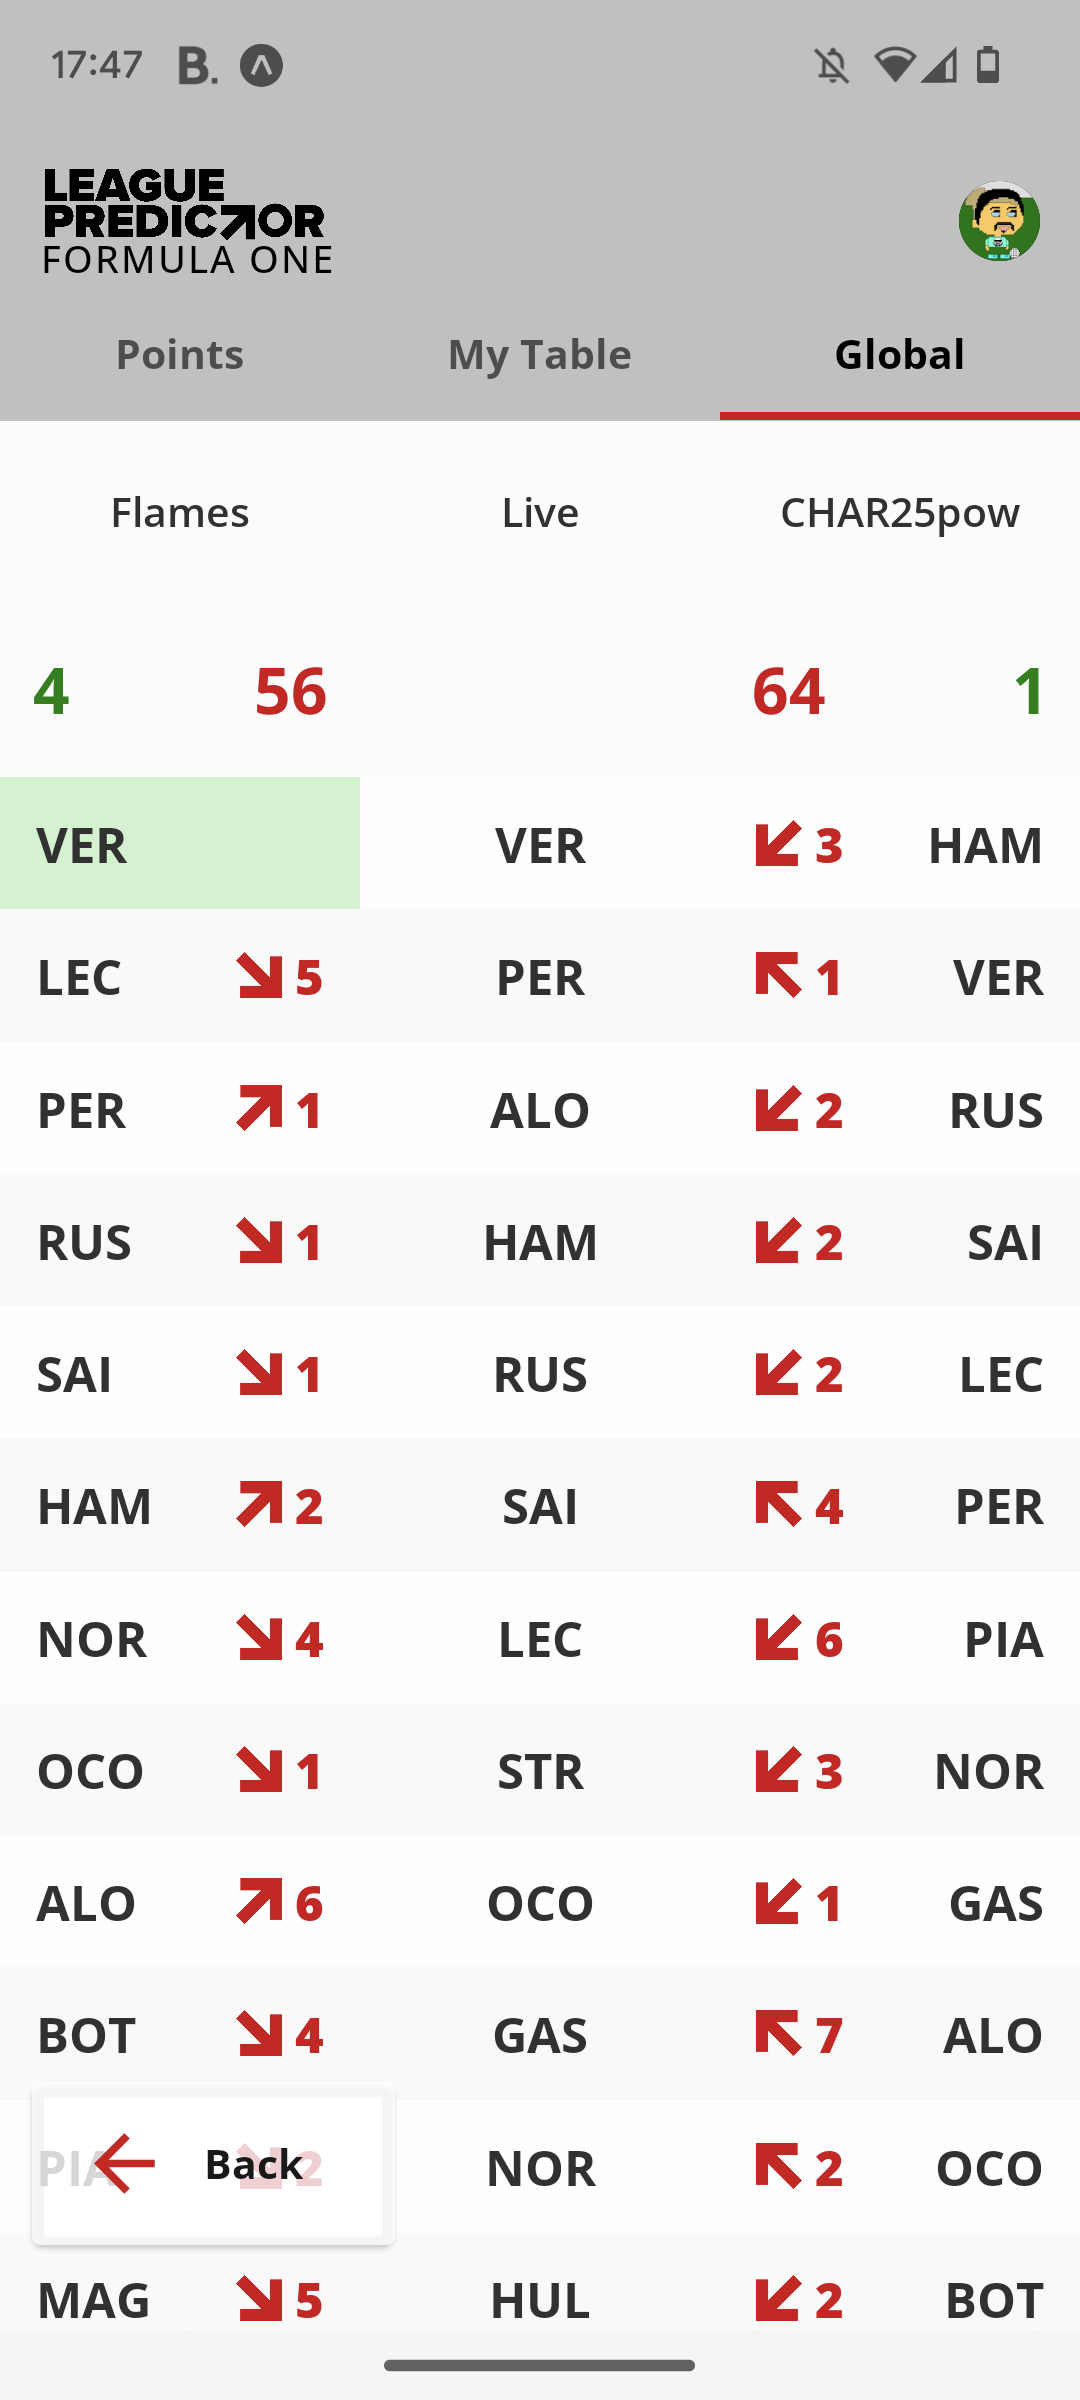 17:47 B.
LEAGUE
PREDICTOR
FORMULA ONE
Points My Table Global
Flames Live CHAR25pow
4 56 64 1
VER VER 3 HAM
LEC 5 PER 1 VER
PER 1 ALO 2 RUS
RUS 1 HAM 2 SAI
SAI 1 RUS 2 LEC
HAM 2 SAI 4 PER
NOR 4 LEC 6 PIA
OCO 1 STR 3 NOR
ALO 6 OCO 1 GAS
BOT 4 GAS 7 ALO
PIA 2 NOR 2 OCO
Back
MAG 5 HUL 2 BOT